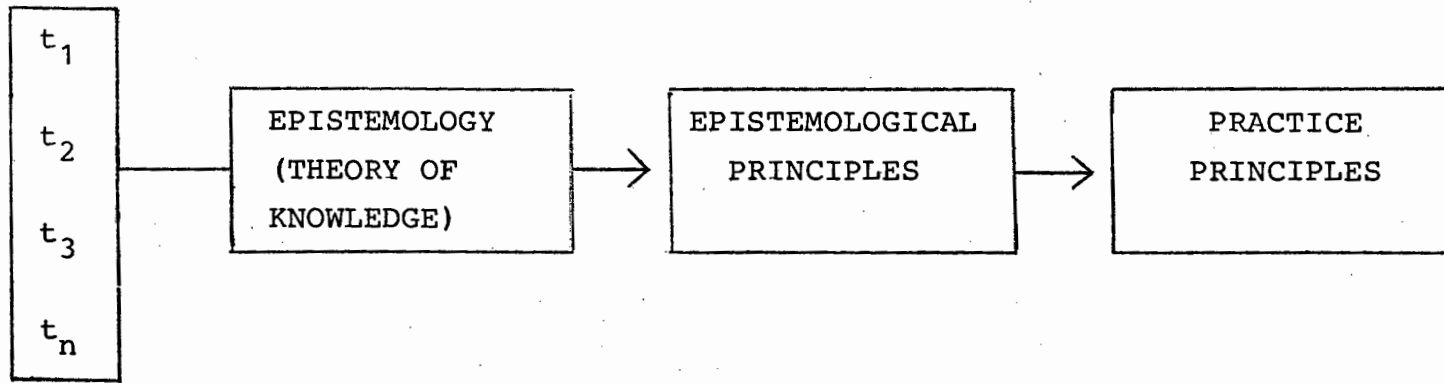 t1
t2
t3
tn
EPISTEMOLOGY
(THEORY OF
KNOWLEDGE)
EPISTEMOLOGICAL
PRINCIPLES
PRACTICE
PRINCIPLES